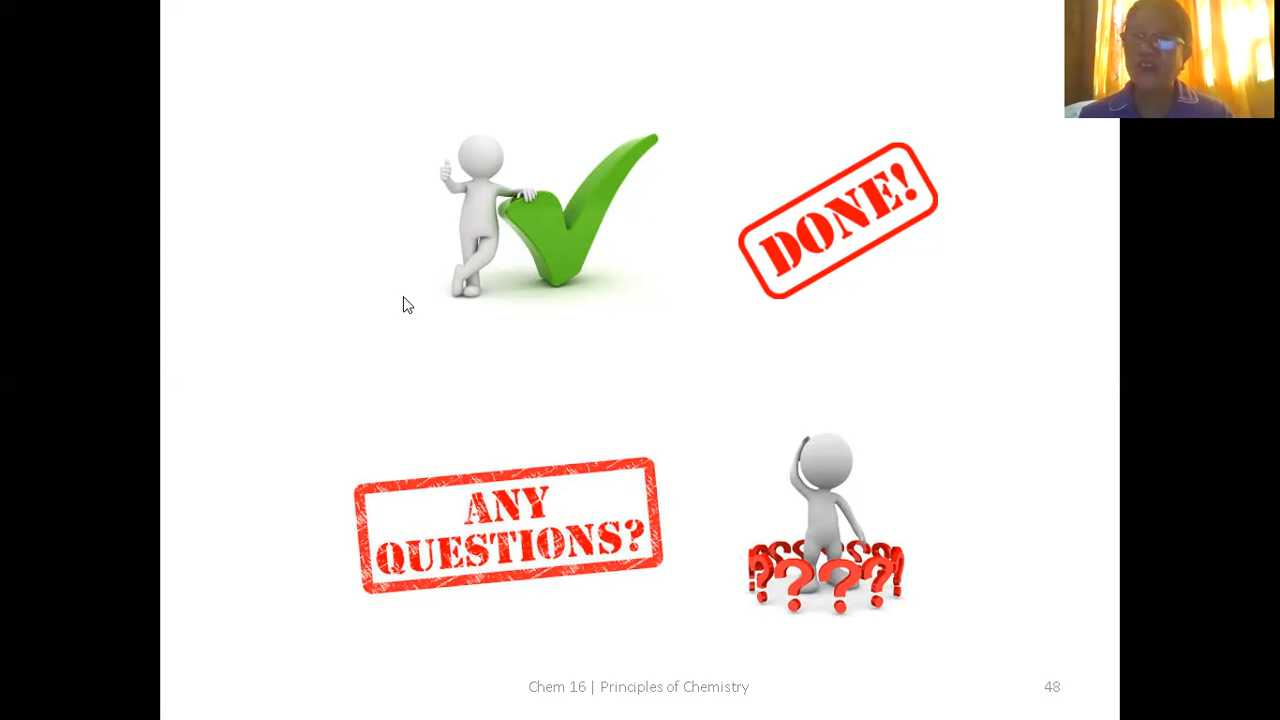 DONE!
ANY
QUESTIONS?
Chem 16 | Principles of Chemistry
48